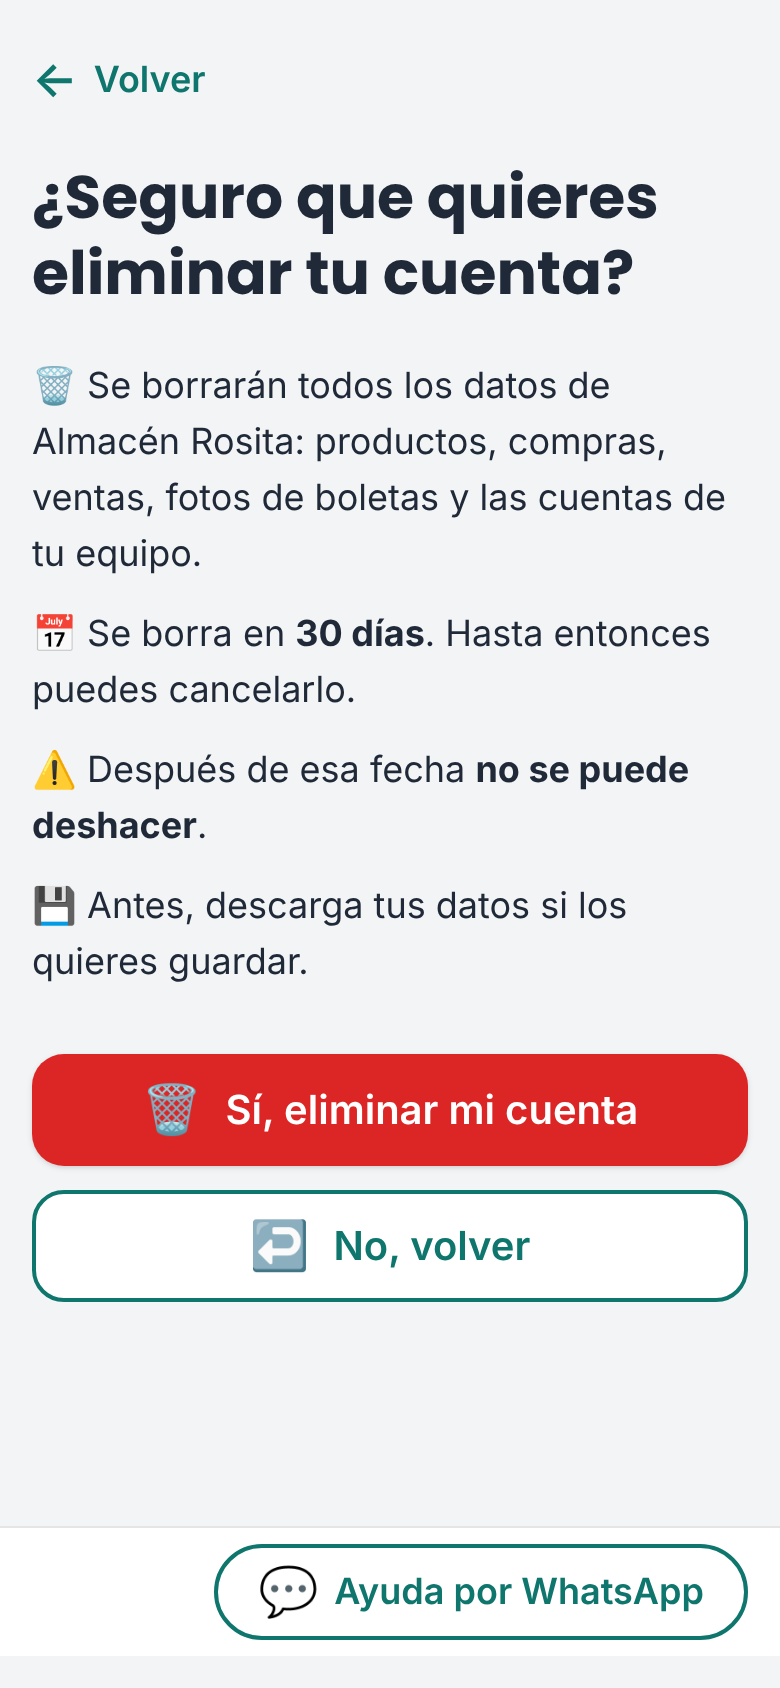 Volver
¿Seguro que quieres
eliminar tu cuenta?
🗑️ Se borrarán todos los datos de
Almacén Rosita: productos, compras,
ventas, fotos de boletas y las cuentas de
tu equipo.
📅 Se borra en 30 días. Hasta entonces
puedes cancelarlo.
⚠️ Después de esa fecha no se puede
deshacer.
💾 Antes, descarga tus datos si los
quieres guardar.
🗑️ Sí, eliminar mi cuenta
↩️ No, volver
💬 Ayuda por WhatsApp